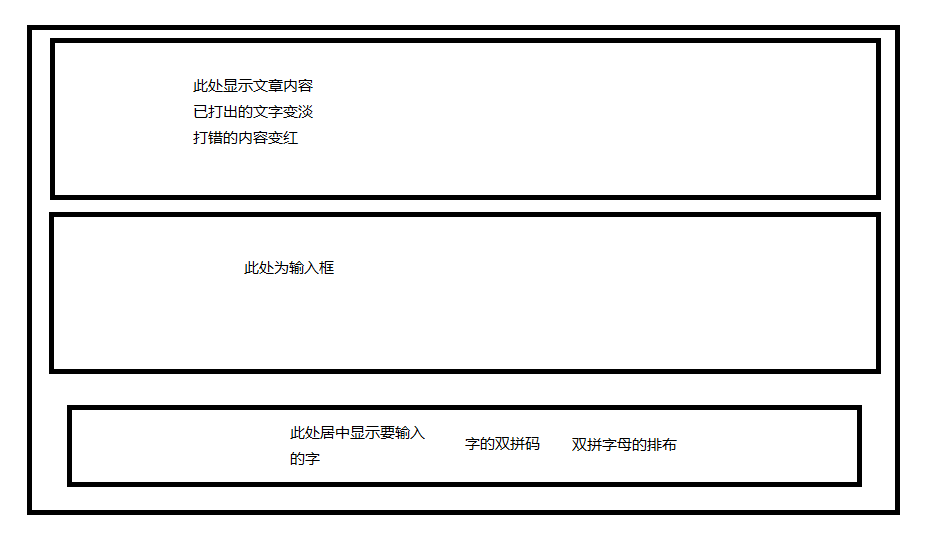 此处显示文章内容
已打出的文字变淡
打错的内容变红
此处为输入框
此处居中显示要输入
的字
字的双拼码
双拼字母的排布